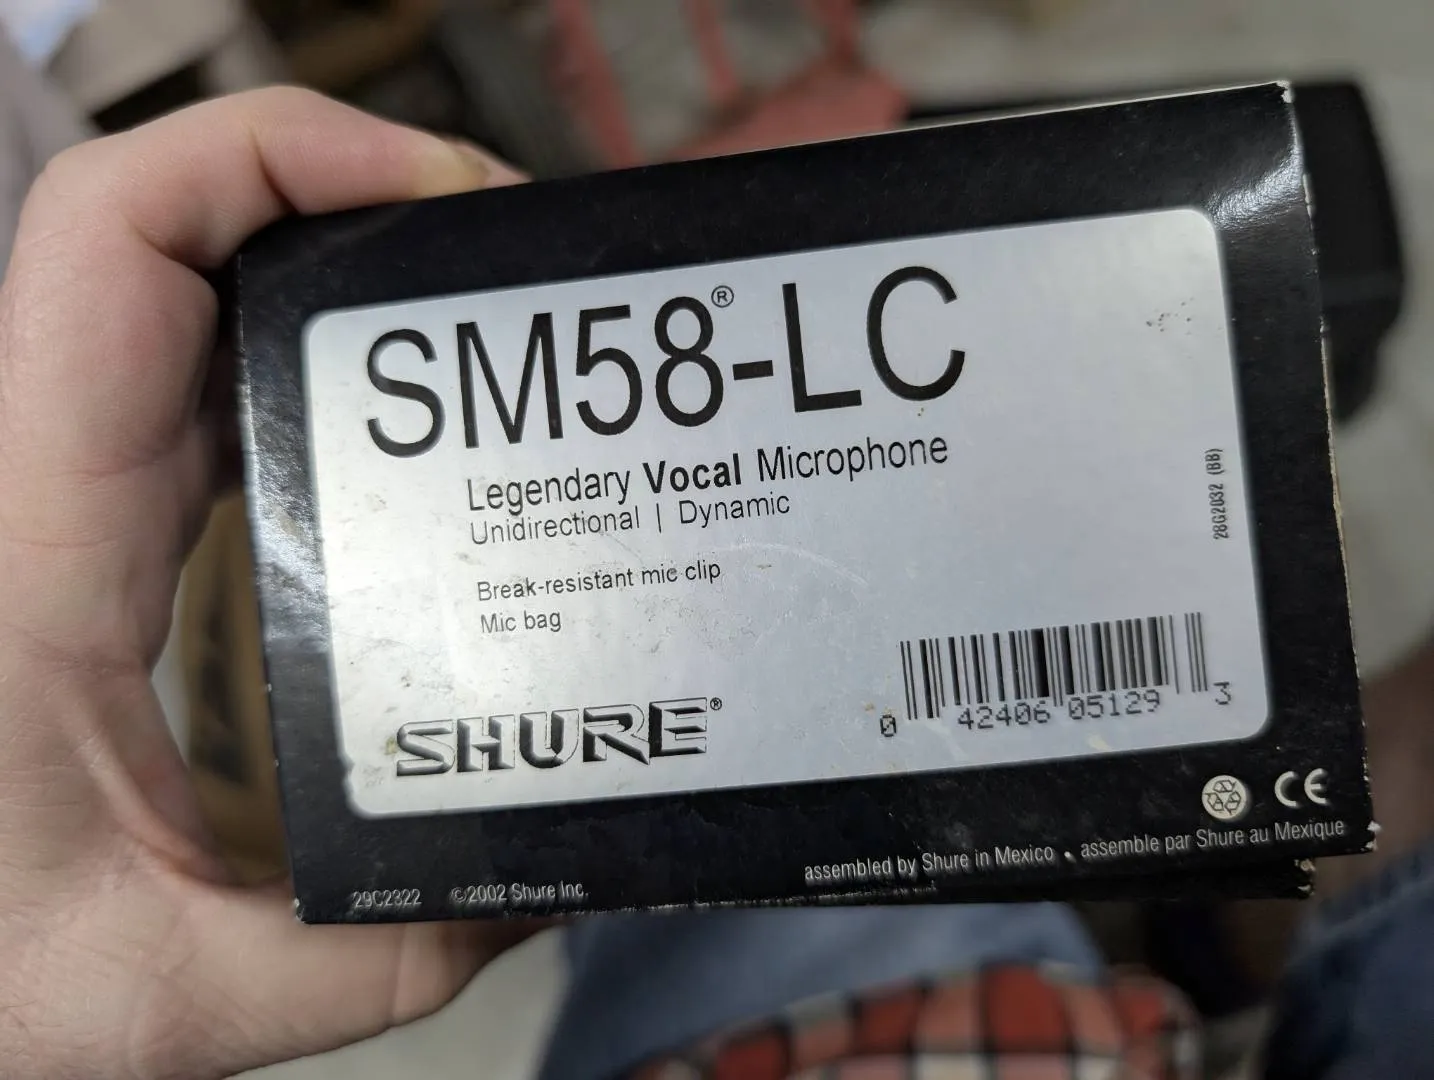 SM58®-LC
Legendary Vocal Microphone
Unidirectional | Dynamic
Break-resistant mic clip
Mic bag
SHURE®
28G2032 (BB)
0 42406 05129 3
CE
assembled by Shure in Mexico • assemble par Shure au Mexique
29C2322 ©2002 Shure Inc.